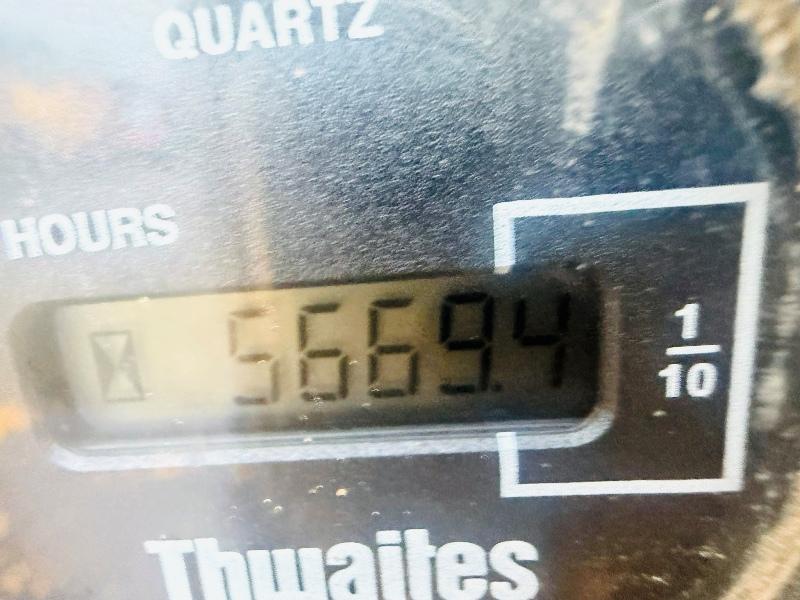 QUARTZ
HOURS
5669.4
1/10
Thwaites